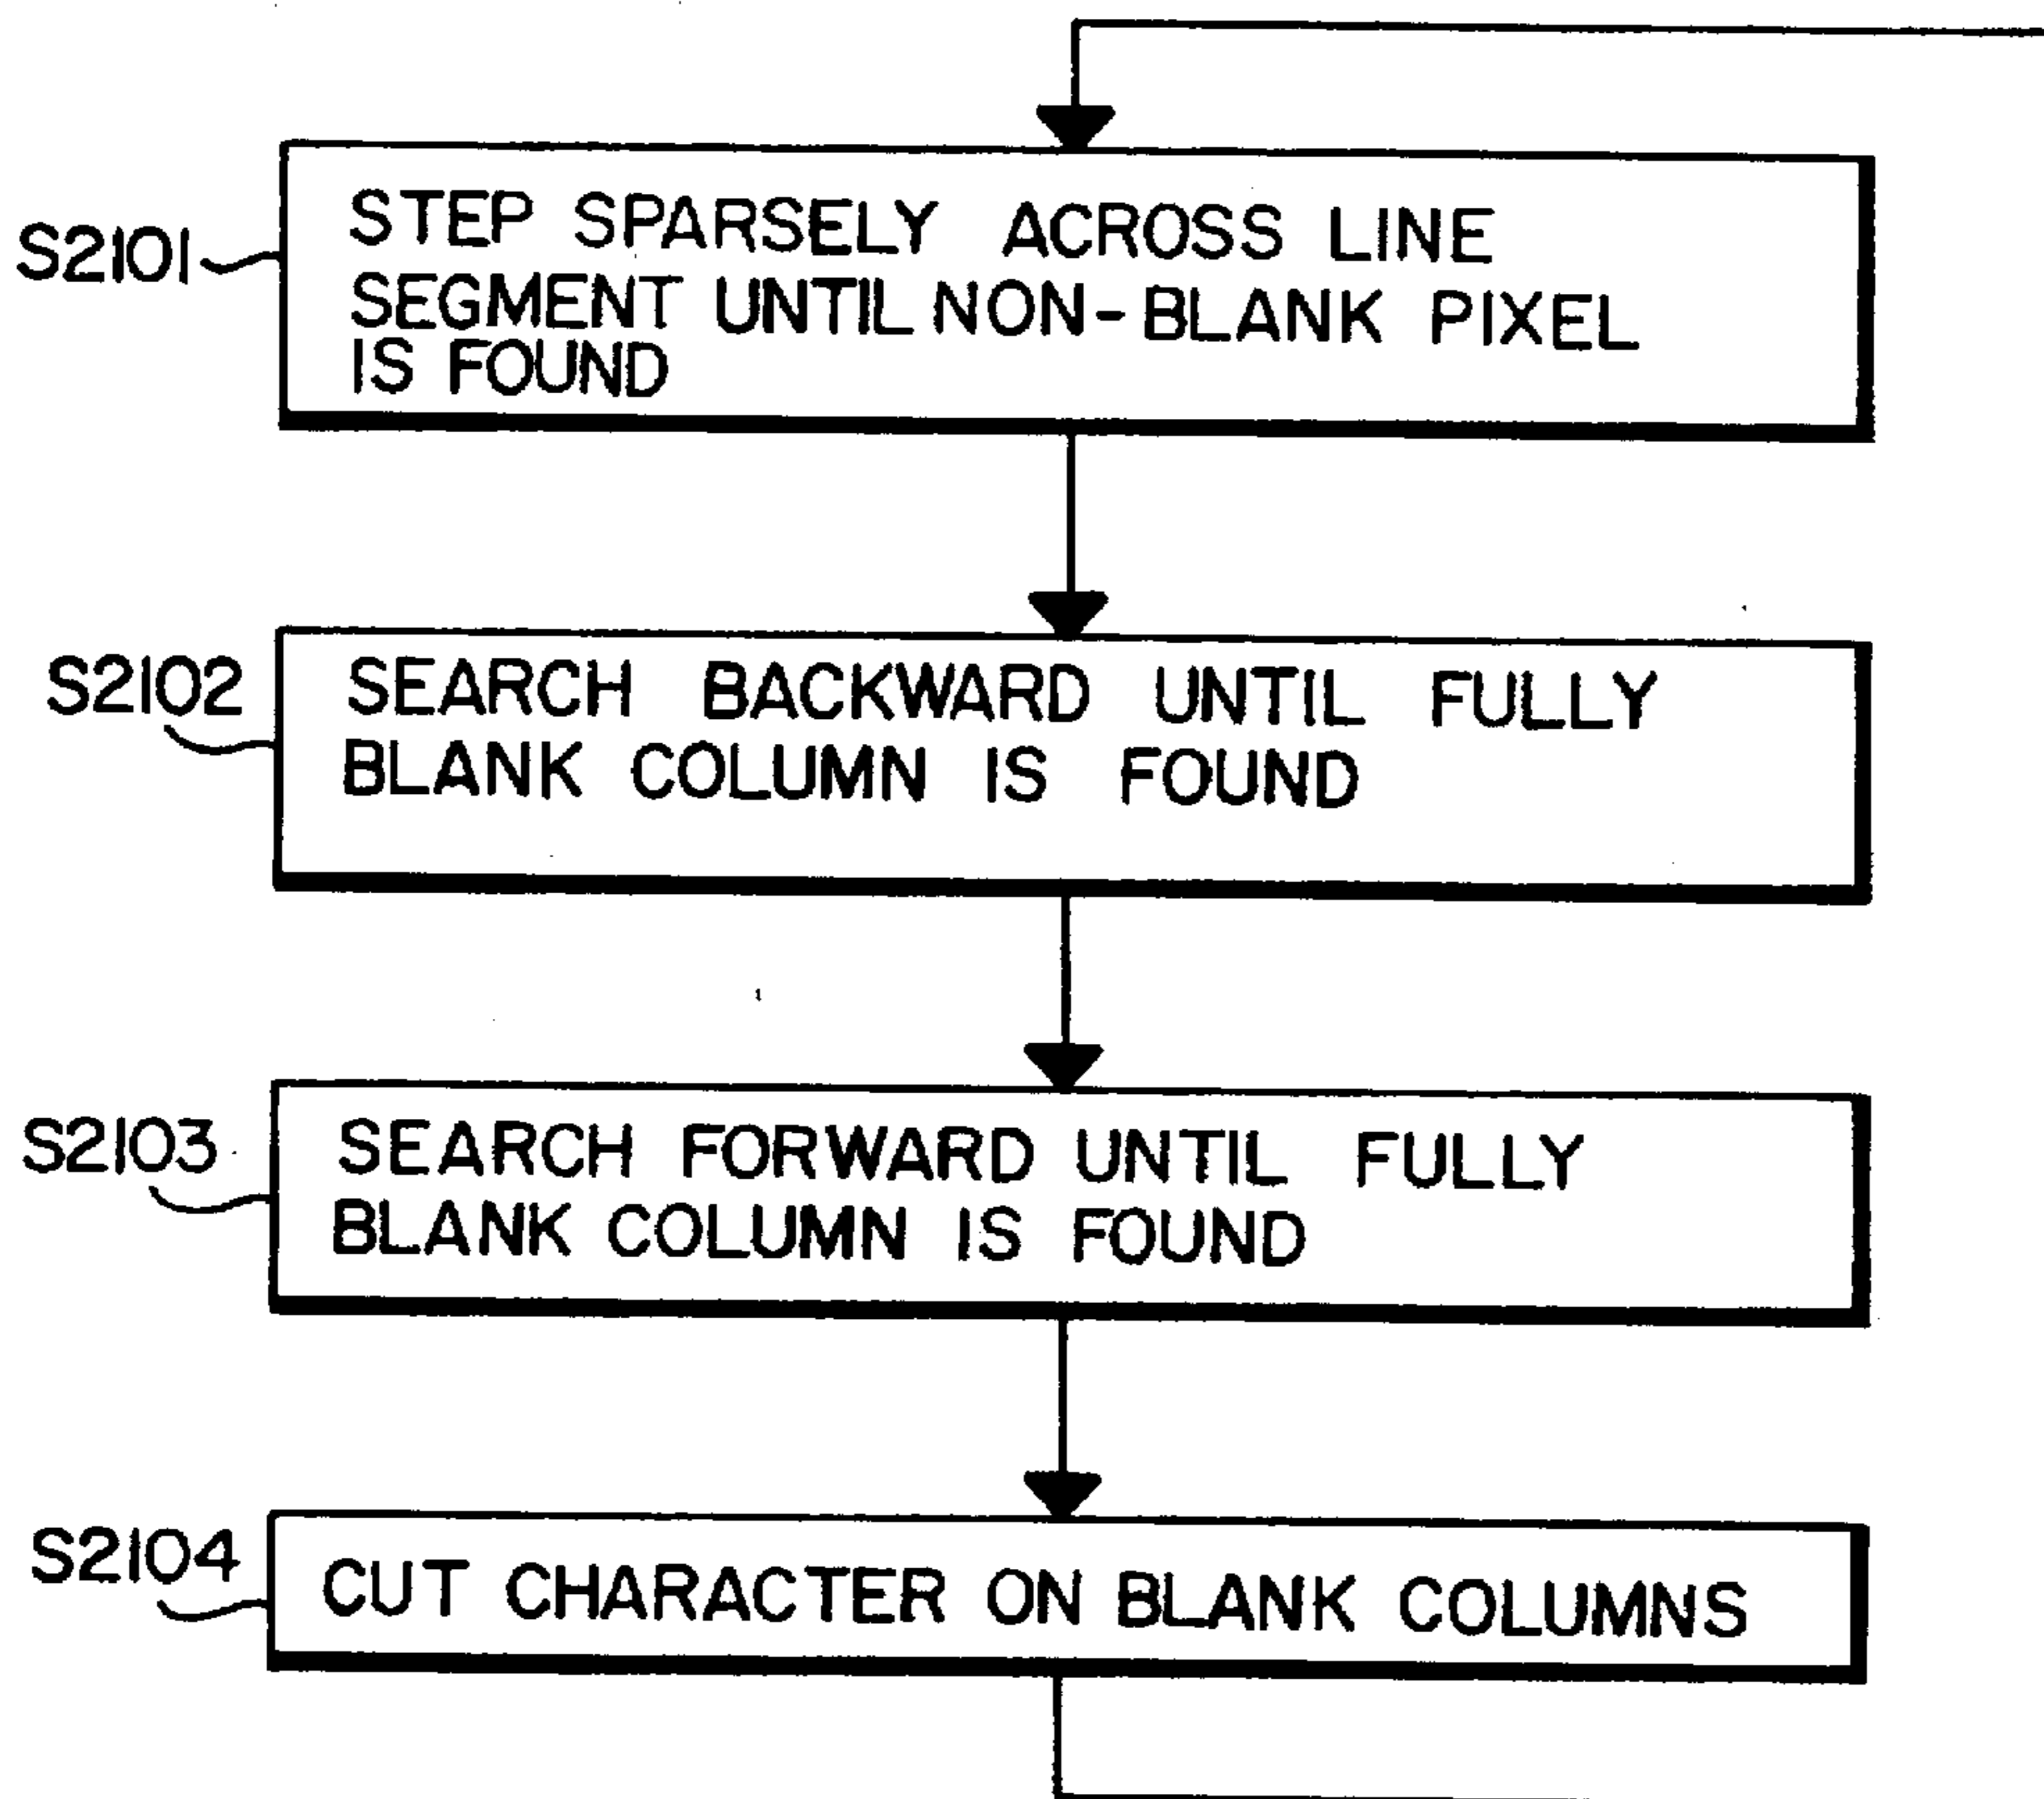 S2101
STEP SPARSELY ACROSS LINE
SEGMENT UNTIL NON-BLANK PIXEL
IS FOUND
S2102
SEARCH BACKWARD UNTIL FULLY
BLANK COLUMN IS FOUND
S2103
SEARCH FORWARD UNTIL FULLY
BLANK COLUMN IS FOUND
S2104
CUT CHARACTER ON BLANK COLUMNS